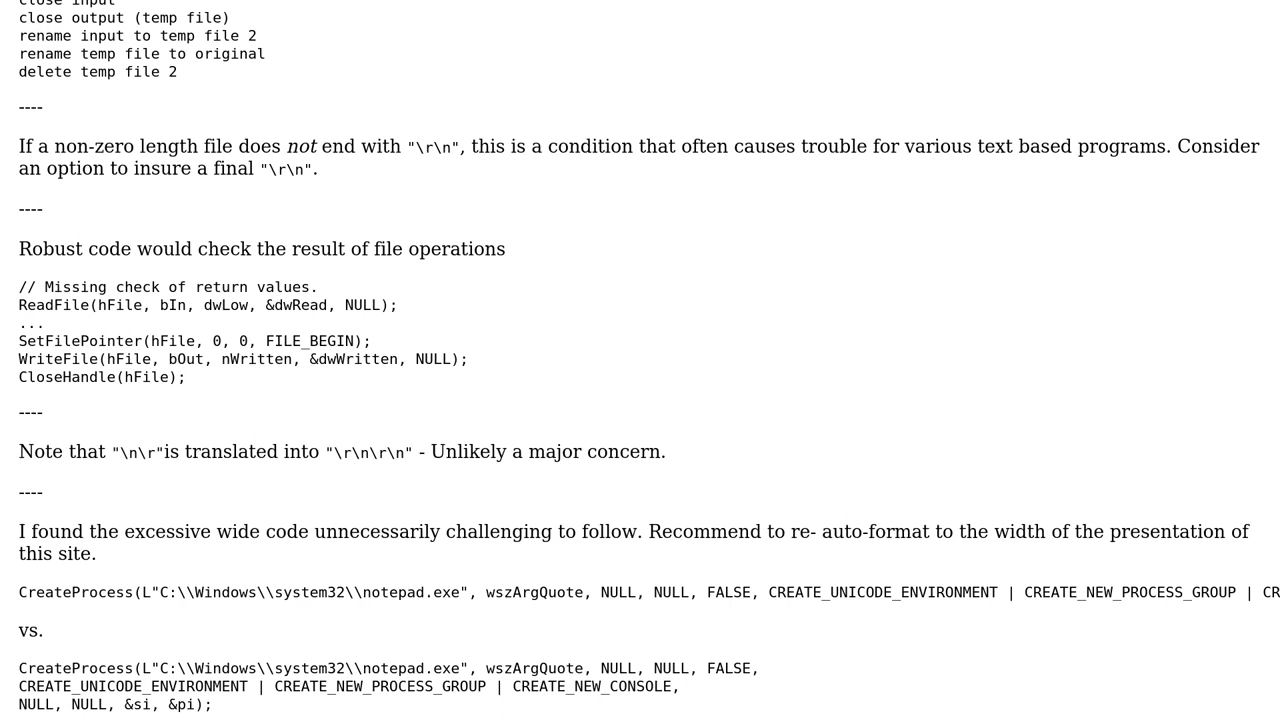 close input
close output (temp file)
rename input to temp file 2
rename temp file to original
delete temp file 2
----
If a non-zero length file does not end with "\r\n", this is a condition that often causes trouble for various text based programs. Consider
an option to insure a final "\r\n".
----
Robust code would check the result of file operations
// Missing check of return values.
ReadFile(hFile, bIn, dwLow, &dwRead, NULL);
...
SetFilePointer(hFile, 0, 0, FILE_BEGIN);
WriteFile(hFile, bOut, nWritten, &dwWritten, NULL);
CloseHandle(hFile);
----
Note that "\n\r"is translated into "\r\n\r\n" - Unlikely a major concern.
----
I found the excessive wide code unnecessarily challenging to follow. Recommend to re- auto-format to the width of the presentation of
this site.
CreateProcess(L"C:\\Windows\\system32\\notepad.exe", wszArgQuote, NULL, NULL, FALSE, CREATE_UNICODE_ENVIRONMENT | CREATE_NEW_PROCESS_GROUP | CR
vs.
CreateProcess(L"C:\\Windows\\system32\\notepad.exe", wszArgQuote, NULL, NULL, FALSE,
CREATE_UNICODE_ENVIRONMENT | CREATE_NEW_PROCESS_GROUP | CREATE_NEW_CONSOLE,
NULL, NULL, &si, &pi);